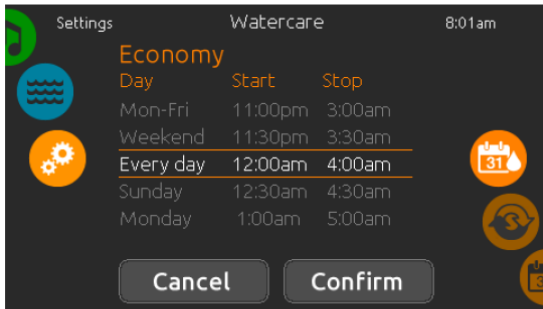 Settings Watercare 8:01am
Economy
Day Start Stop
Mon-Fri 11:00pm 3:00am
Weekend 11:30pm 3:30am
Every day 12:00am 4:00am
31
Sunday 12:30am 4:30am
Monday 1:00am 5:00am
Cancel Confirm